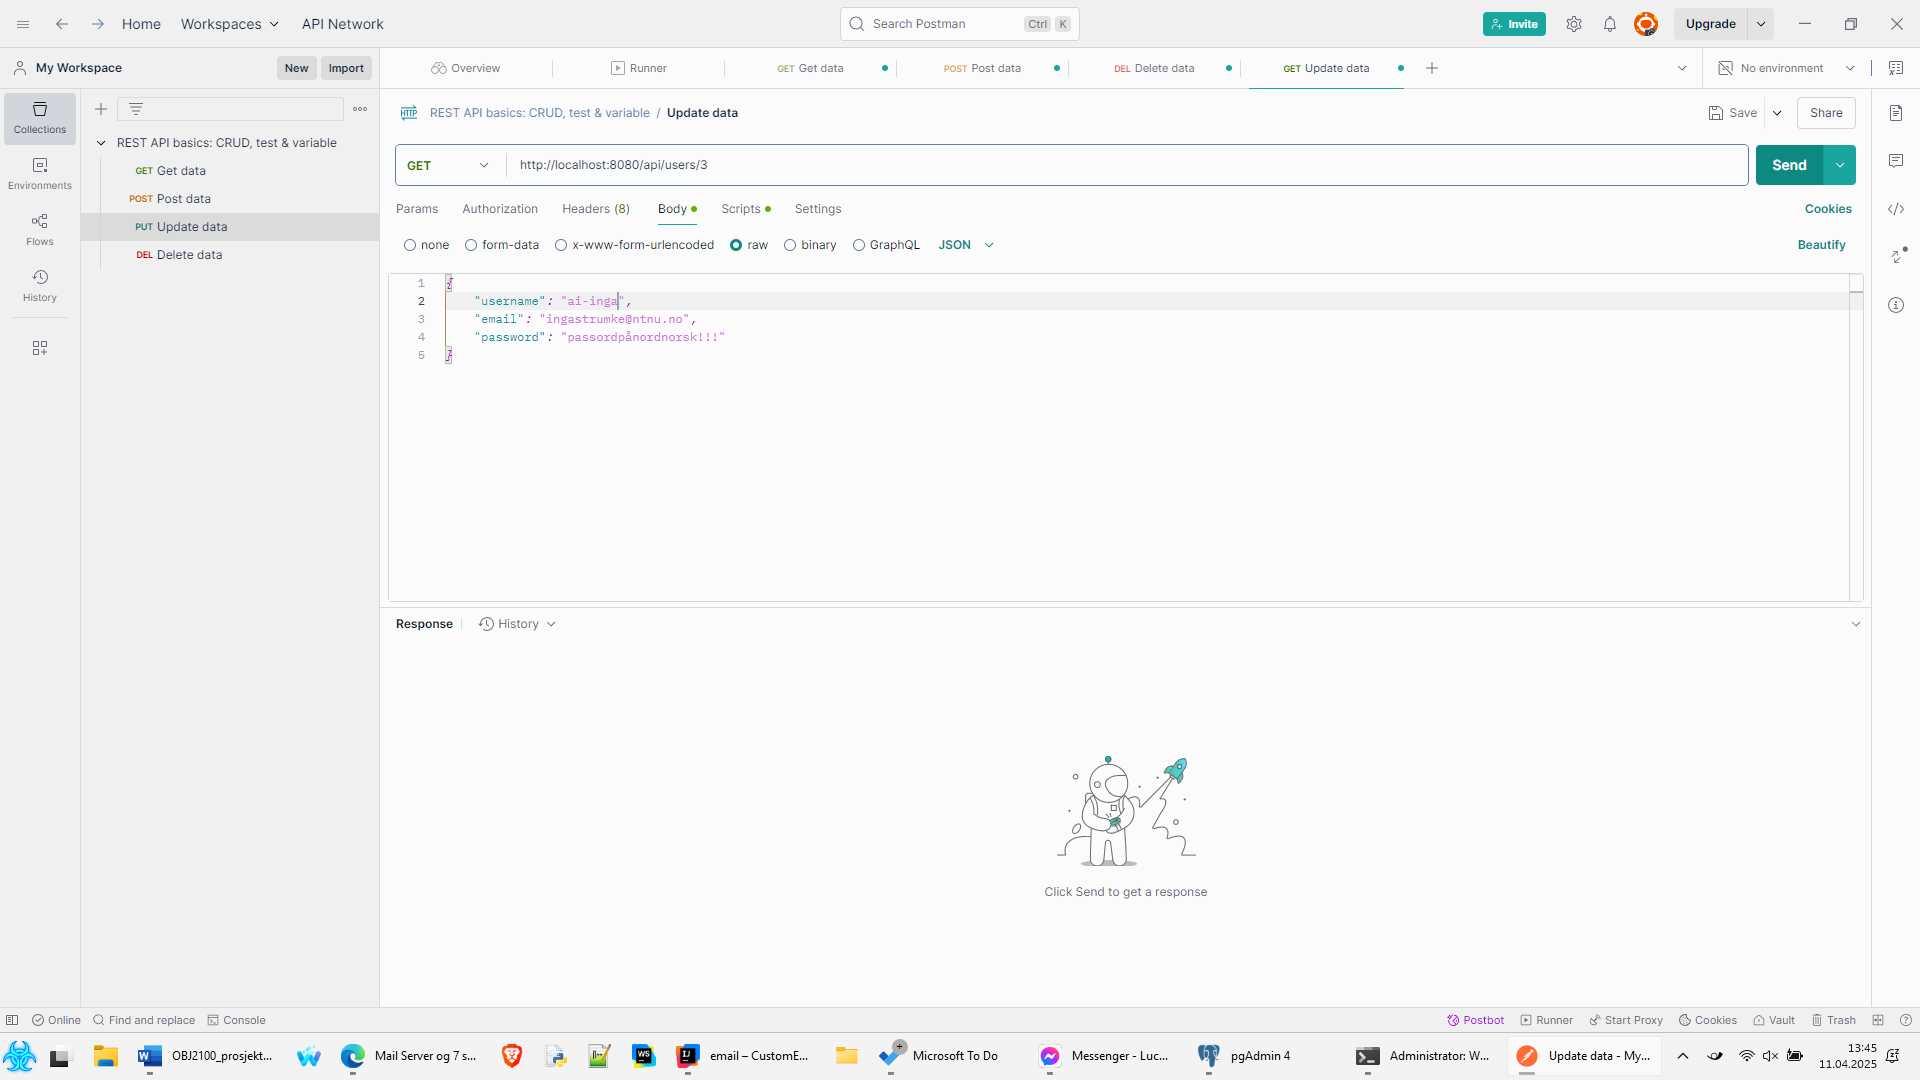 Home Workspaces API Network Search Postman Ctrl K Invite Upgrade
My Workspace New Import Overview Runner GET Get data POST Post data DEL Delete data GET Update data No environment
Collections
Environments
Flows
History
REST API basics: CRUD, test & variable
GET Get data
POST Post data
PUT Update data
DEL Delete data
HTTP REST API basics: CRUD, test & variable / Update data Save Share
GET http://localhost:8080/api/users/3 Send
Params Authorization Headers (8) Body Scripts Settings Cookies
none form-data x-www-form-urlencoded raw binary GraphQL JSON Beautify
1 {
2 "username": "ai-inga",
3 "email": "ingastrumke@ntnu.no",
4 "password": "passordpånordnorsk!!!"
5 }
Response History
Click Send to get a response
Online Find and replace Console Postbot Runner Start Proxy Cookies Vault Trash
OBJ2100_prosjekt... Mail Server og 7 s... WS IJ email – CustomE... Microsoft To Do Messenger - Luc... pgAdmin 4 Administrator: W... Update data - My... 13:45
11.04.2025